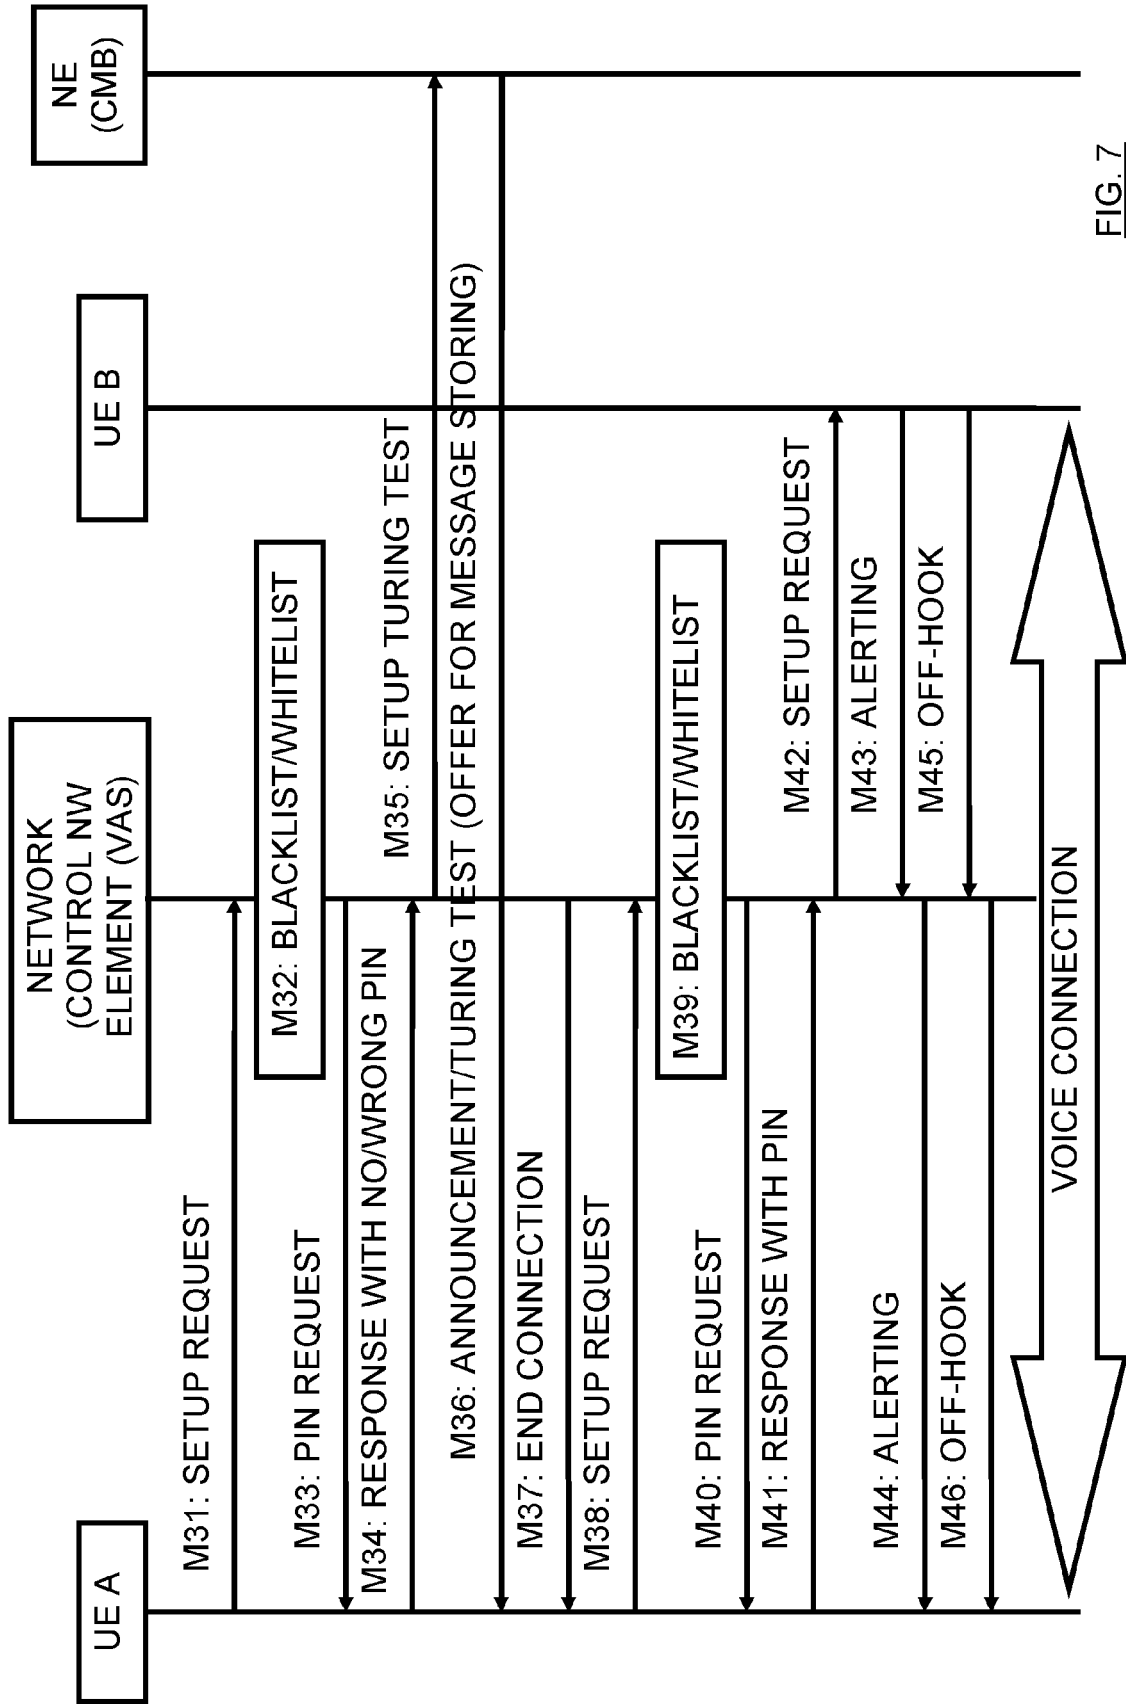 UE A
NETWORK
(CONTROL NW
ELEMENT (VAS)
UE B
NE
(CMB)
M31: SETUP REQUEST
M32: BLACKLIST/WHITELIST
M33: PIN REQUEST
M34: RESPONSE WITH NO/WRONG PIN
M35: SETUP TURING TEST
M36: ANNOUNCEMENT/TURING TEST (OFFER FOR MESSAGE STORING)
M37: END CONNECTION
M38: SETUP REQUEST
M39: BLACKLIST/WHITELIST
M40: PIN REQUEST
M41: RESPONSE WITH PIN
M42: SETUP REQUEST
M43: ALERTING
M44: ALERTING
M45: OFF-HOOK
M46: OFF-HOOK
VOICE CONNECTION
FIG. 7